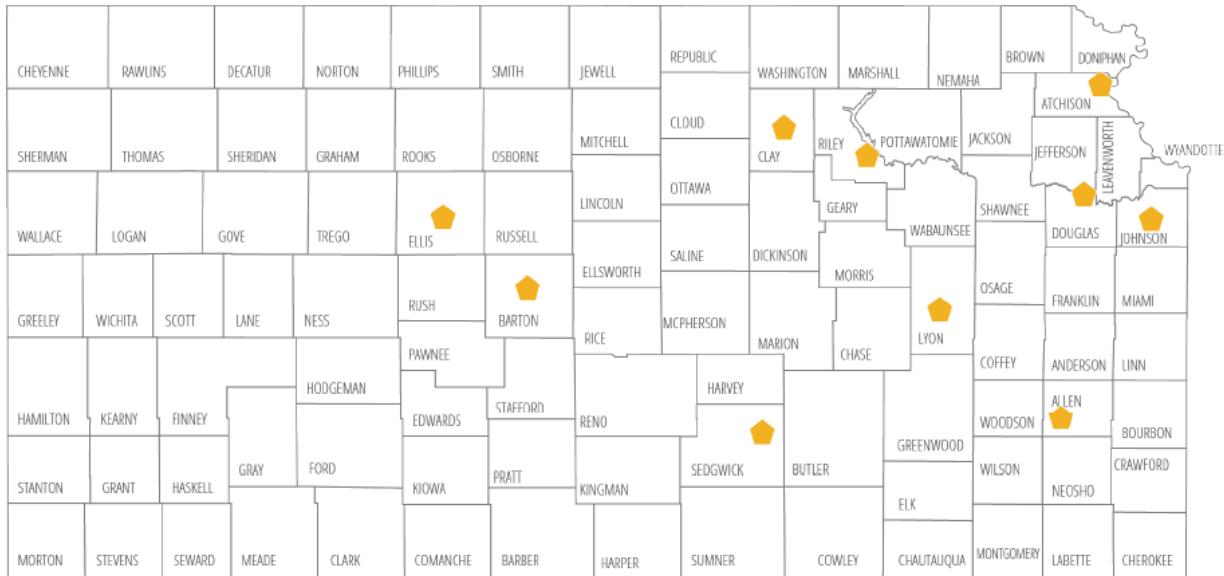 REPUBLIC
BROWN
DONIPHAN
CHEYENNE
RAWLINS
DECATUR
NORTON
PHILLIPS
SMITH
JEWELL
WASHINGTON
MARSHALL
NEMAHA
ATCHISON
CLOUD
MITCHELL
RILEY
POTTAWATOMIE
JACKSON
JEFFERSON
LEAVENWORTH
WYANDOTTE
SHERMAN
THOMAS
SHERIDAN
GRAHAM
ROOKS
OSBORNE
CLAY
OTTAWA
LINCOLN
GEARY
SHAWNEE
WALLACE
LOGAN
GOVE
TREGO
ELLIS
RUSSELL
WABAUNSEE
DOUGLAS
JOHNSON
SALINE
DICKINSON
ELLSWORTH
MORRIS
OSAGE
FRANKLIN
MIAMI
RUSH
GREELEY
WICHITA
SCOTT
LANE
NESS
BARTON
MCPHERSON
RICE
MARION
LYON
PAWNEE
CHASE
COFFEY
ANDERSON
LINN
HODGEMAN
HARVEY
STAFFORD
ALLEN
HAMILTON
KEARNY
FINNEY
EDWARDS
RENO
WOODSON
BOURBON
GREENWOOD
GRAY
FORD
PRATT
SEDGWICK
BUTLER
WILSON
CRAWFORD
STANTON
GRANT
HASKELL
KIOWA
KINGMAN
NEOSHO
ELK
MORTON
STEVENS
SEWARD
MEADE
CLARK
COMANCHE
BARBER
HARPER
SUMNER
COWLEY
CHAUTAUQUA
MONTGOMERY
LABETTE
CHEROKEE